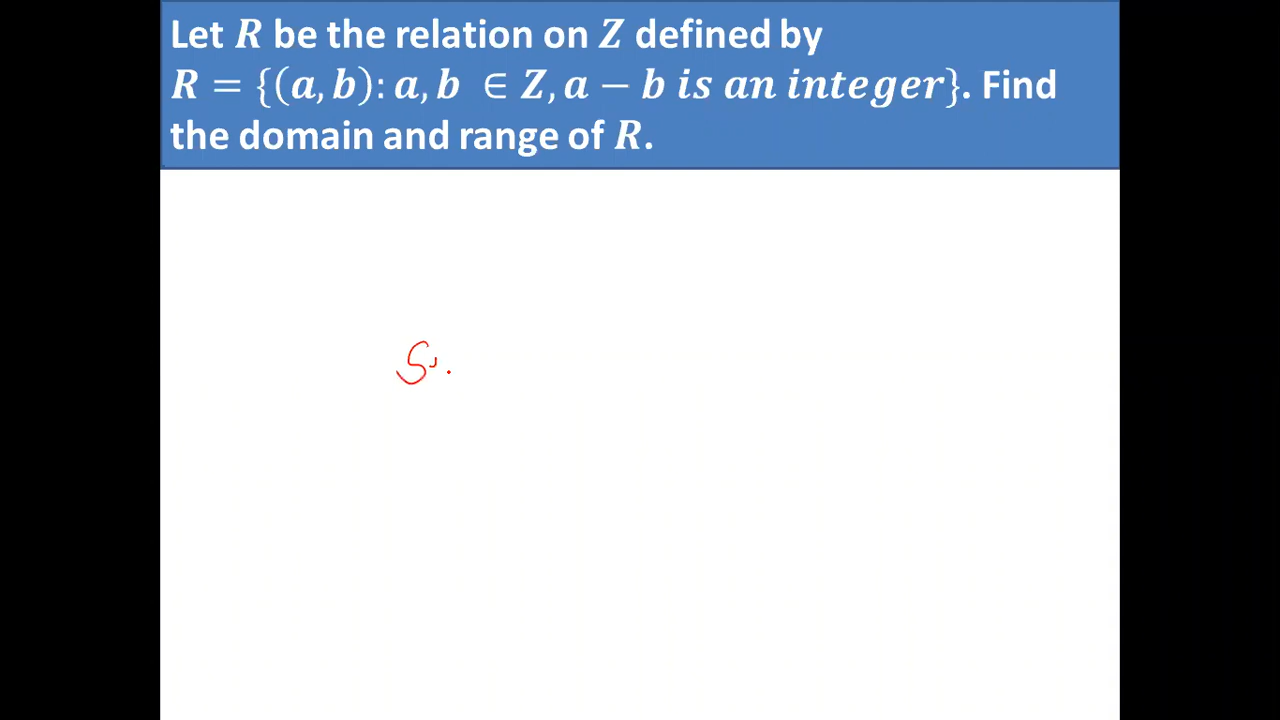 Let R be the relation on Z defined by
R = {(a, b): a, b ∈ Z, a − b is an integer}. Find
the domain and range of R.